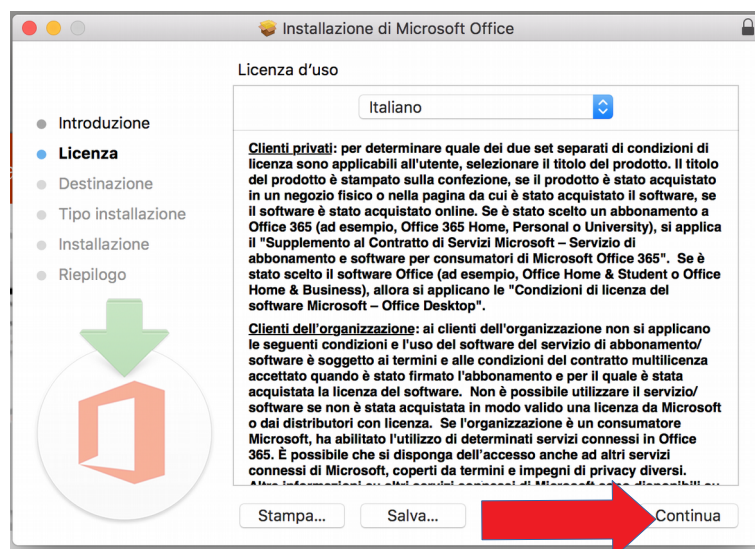 Installazione di Microsoft Office
Licenza d'uso
Italiano
Introduzione
Licenza
Destinazione
Tipo installazione
Installazione
Riepilogo
Clienti privati: per determinare quale dei due set separati di condizioni di
licenza sono applicabili all'utente, selezionare il titolo del prodotto. Il titolo
del prodotto è stampato sulla confezione, se il prodotto è stato acquistato
in un negozio fisico o nella pagina da cui è stato acquistato il software, se
il software è stato acquistato online. Se è stato scelto un abbonamento a
Office 365 (ad esempio, Office 365 Home, Personal o University), si applica
il "Supplemento al Contratto di Servizi Microsoft – Servizio di
abbonamento e software per consumatori di Microsoft Office 365". Se è
stato scelto il software Office (ad esempio, Office Home & Student o Office
Home & Business), allora si applicano le "Condizioni di licenza del
software Microsoft – Office Desktop".
Clienti dell'organizzazione: ai clienti dell'organizzazione non si applicano
le seguenti condizioni e l'uso del software del servizio di abbonamento/
software è soggetto ai termini e alle condizioni del contratto multilicenza
accettato quando è stato firmato l'abbonamento e per il quale è stata
acquistata la licenza del software. Non è possibile utilizzare il servizio/
software se non è stata acquistata in modo valido una licenza da Microsoft
o dai distributori con licenza. Se l'organizzazione è un consumatore
Microsoft, ha abilitato l'utilizzo di determinati servizi connessi in Office
365. È possibile che si disponga dell'accesso anche ad altri servizi
connessi di Microsoft, coperti da termini e impegni di privacy diversi.
Altre informazioni su altri servizi connessi di Microsoft sono disponibili su
Stampa...
Salva...
Continua